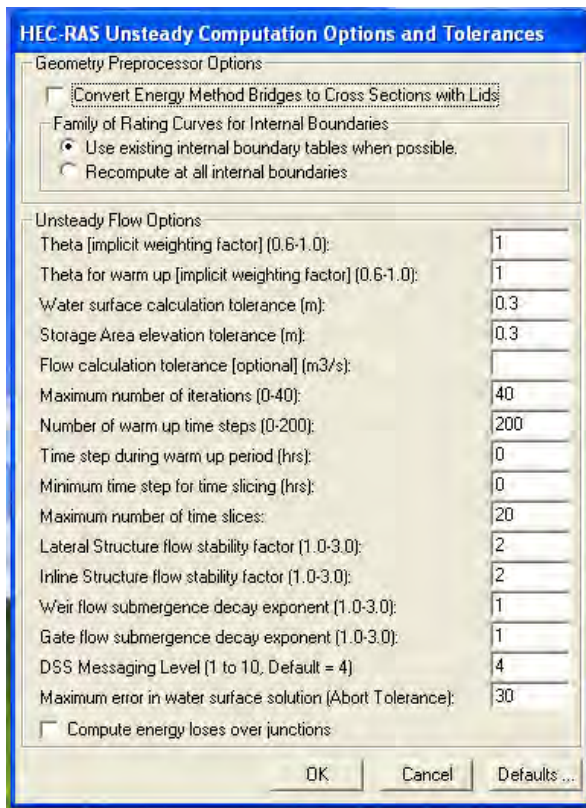 HEC-RAS Unsteady Computation Options and Tolerances
Geometry Preprocessor Options
Convert Energy Method Bridges to Cross Sections with Lids
Family of Rating Curves for Internal Boundaries
Use existing internal boundary tables when possible.
Recompute at all internal boundaries
Unsteady Flow Options
Theta [implicit weighting factor] (0.6-1.0): 1
Theta for warm up [implicit weighting factor] (0.6-1.0): 1
Water surface calculation tolerance (m): 0.3
Storage Area elevation tolerance (m): 0.3
Flow calculation tolerance [optional] (m3/s):
Maximum number of iterations (0-40): 40
Number of warm up time steps (0-200): 200
Time step during warm up period (hrs): 0
Minimum time step for time slicing (hrs): 0
Maximum number of time slices: 20
Lateral Structure flow stability factor (1.0-3.0): 2
Inline Structure flow stability factor (1.0-3.0): 2
Weir flow submergence decay exponent (1.0-3.0): 1
Gate flow submergence decay exponent (1.0-3.0): 1
DSS Messaging Level (1 to 10, Default = 4) 4
Maximum error in water surface solution (Abort Tolerance): 30
Compute energy loses over junctions
OK Cancel Defaults ...